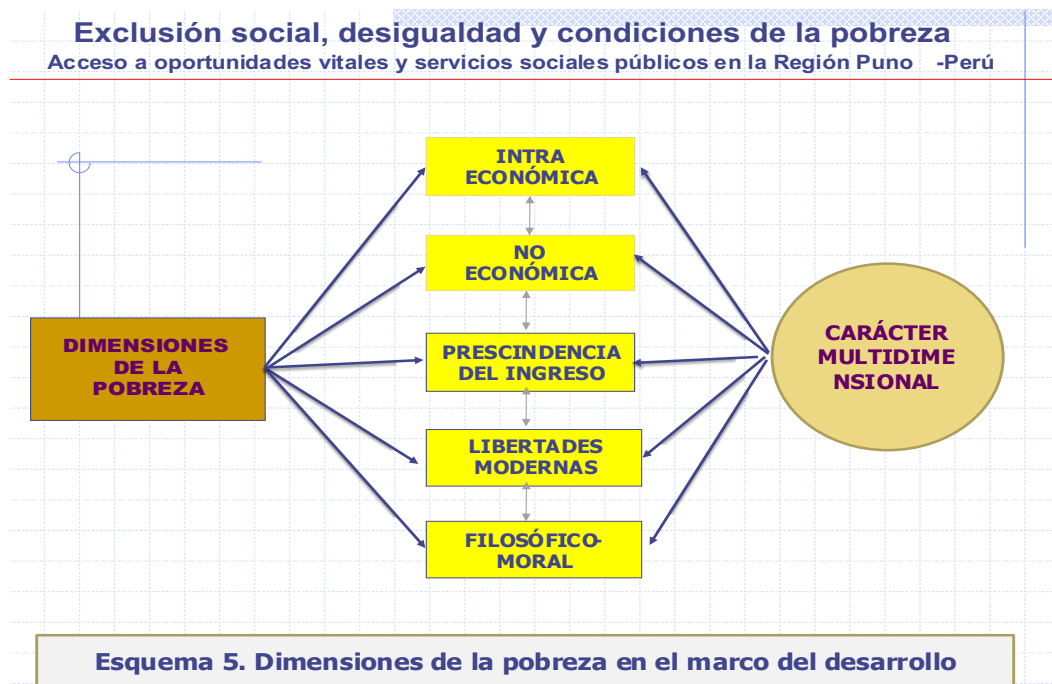 Exclusión social, desigualdad y condiciones de la pobreza
Acceso a oportunidades vitales y servicios sociales públicos en la Región Puno -Perú
INTRA
ECONÓMICA
NO
ECONÓMICA
DIMENSIONES
DE LA
POBREZA
PRESCINDENCIA
DEL INGRESO
CARÁCTER
MULTIDIME
NSIONAL
LIBERTADES
MODERNAS
FILOSÓFICO-
MORAL
Esquema 5. Dimensiones de la pobreza en el marco del desarrollo